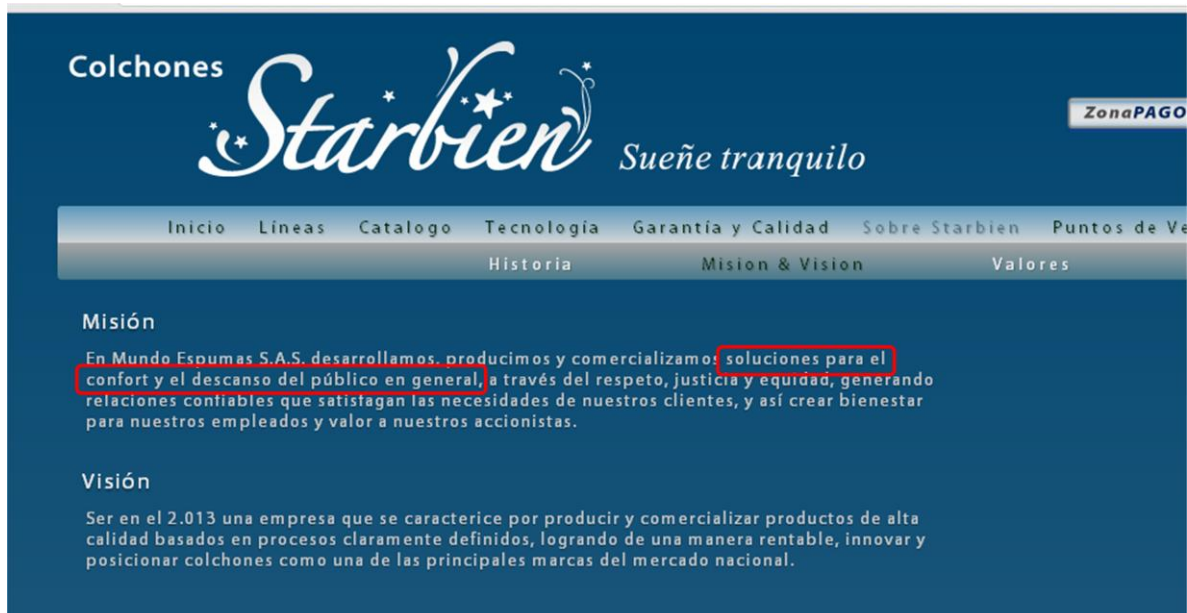 Colchones
Starbien
Sueñe tranquilo
ZonaPAGO
Inicio Líneas Catalogo Tecnología Garantía y Calidad Sobre Starbien Puntos de Ve
Historia Mision & Vision Valores
Misión
En Mundo Espumas S.A.S. desarrollamos, producimos y comercializamos soluciones para el
confort y el descanso del público en general, a través del respeto, justicia y equidad, generando
relaciones confiables que satisfagan las necesidades de nuestros clientes, y así crear bienestar
para nuestros empleados y valor a nuestros accionistas.
Visión
Ser en el 2.013 una empresa que se caracterice por producir y comercializar productos de alta
calidad basados en procesos claramente definidos, logrando de una manera rentable, innovar y
posicionar colchones como una de las principales marcas del mercado nacional.